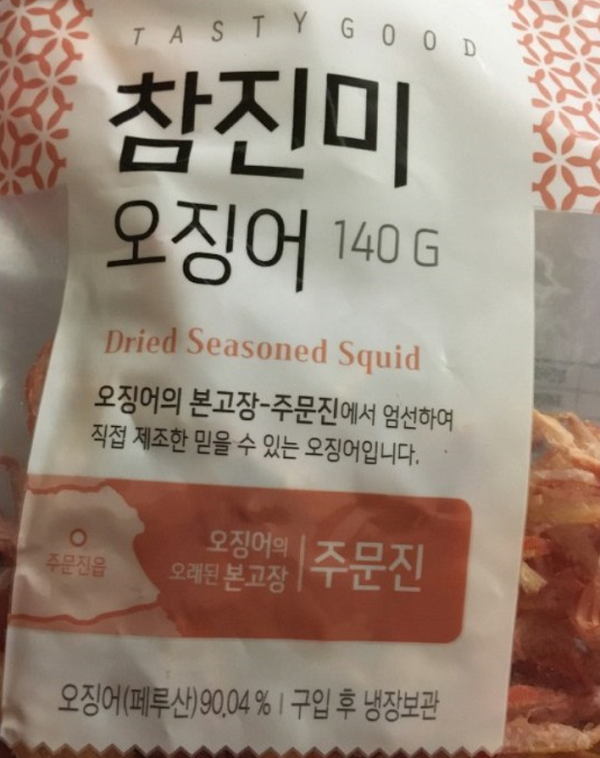 TASTY GOOD
참진미
오징어 140 G
Dried Seasoned Squid
오징어의 본고장-주문진에서 엄선하여
직접 제조한 믿을 수 있는 오징어입니다.
주문진읍
오징어의
오래된 본고장
주문진
오징어(페루산)90.04% | 구입 후 냉장보관